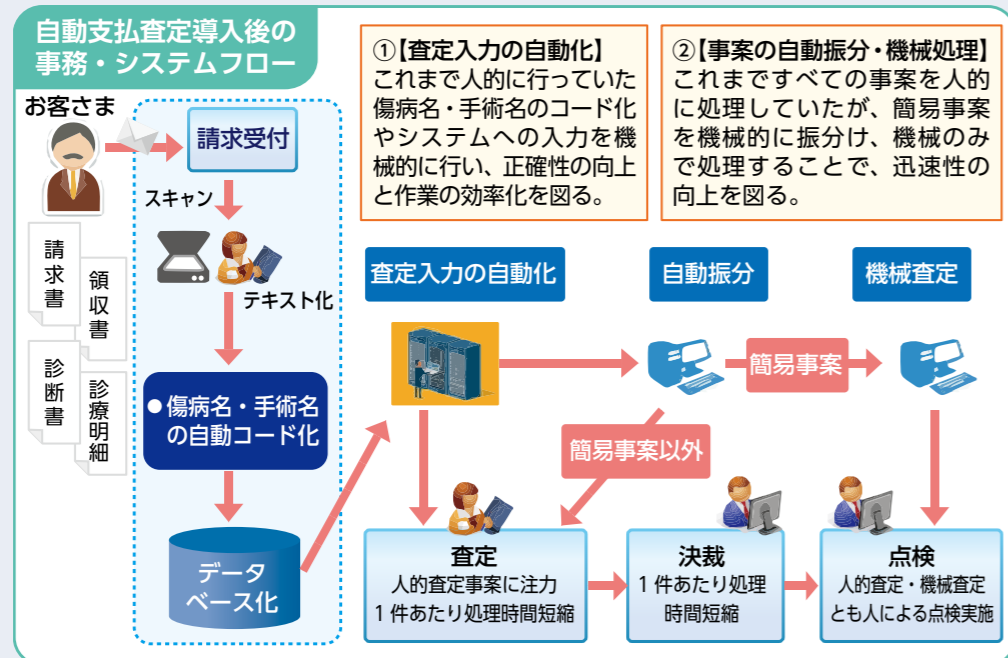 自動支払査定導入後の
事務・システムフロー
お客さま
請求書
領収書
診断書
診療明細
請求受付
スキャン
テキスト化
●傷病名・手術名
の自動コード化
データ
ベース化
①【査定入力の自動化】
これまで人的に行っていた
傷病名・手術名のコード化
やシステムへの入力を機
械的に行い、正確性の向上
と作業の効率化を図る。
②【事案の自動振分・機械処理】
これまですべての事案を人的
に処理していたが、簡易事案
を機械的に振分け、機械のみ
で処理することで、迅速性の
向上を図る。
査定入力の自動化
自動振分
機械査定
簡易事案
簡易事案以外
査定
人的査定事案に注力
1件あたり処理時間短縮
決裁
1件あたり処理
時間短縮
点検
人的査定・機械査定
とも人による点検実施